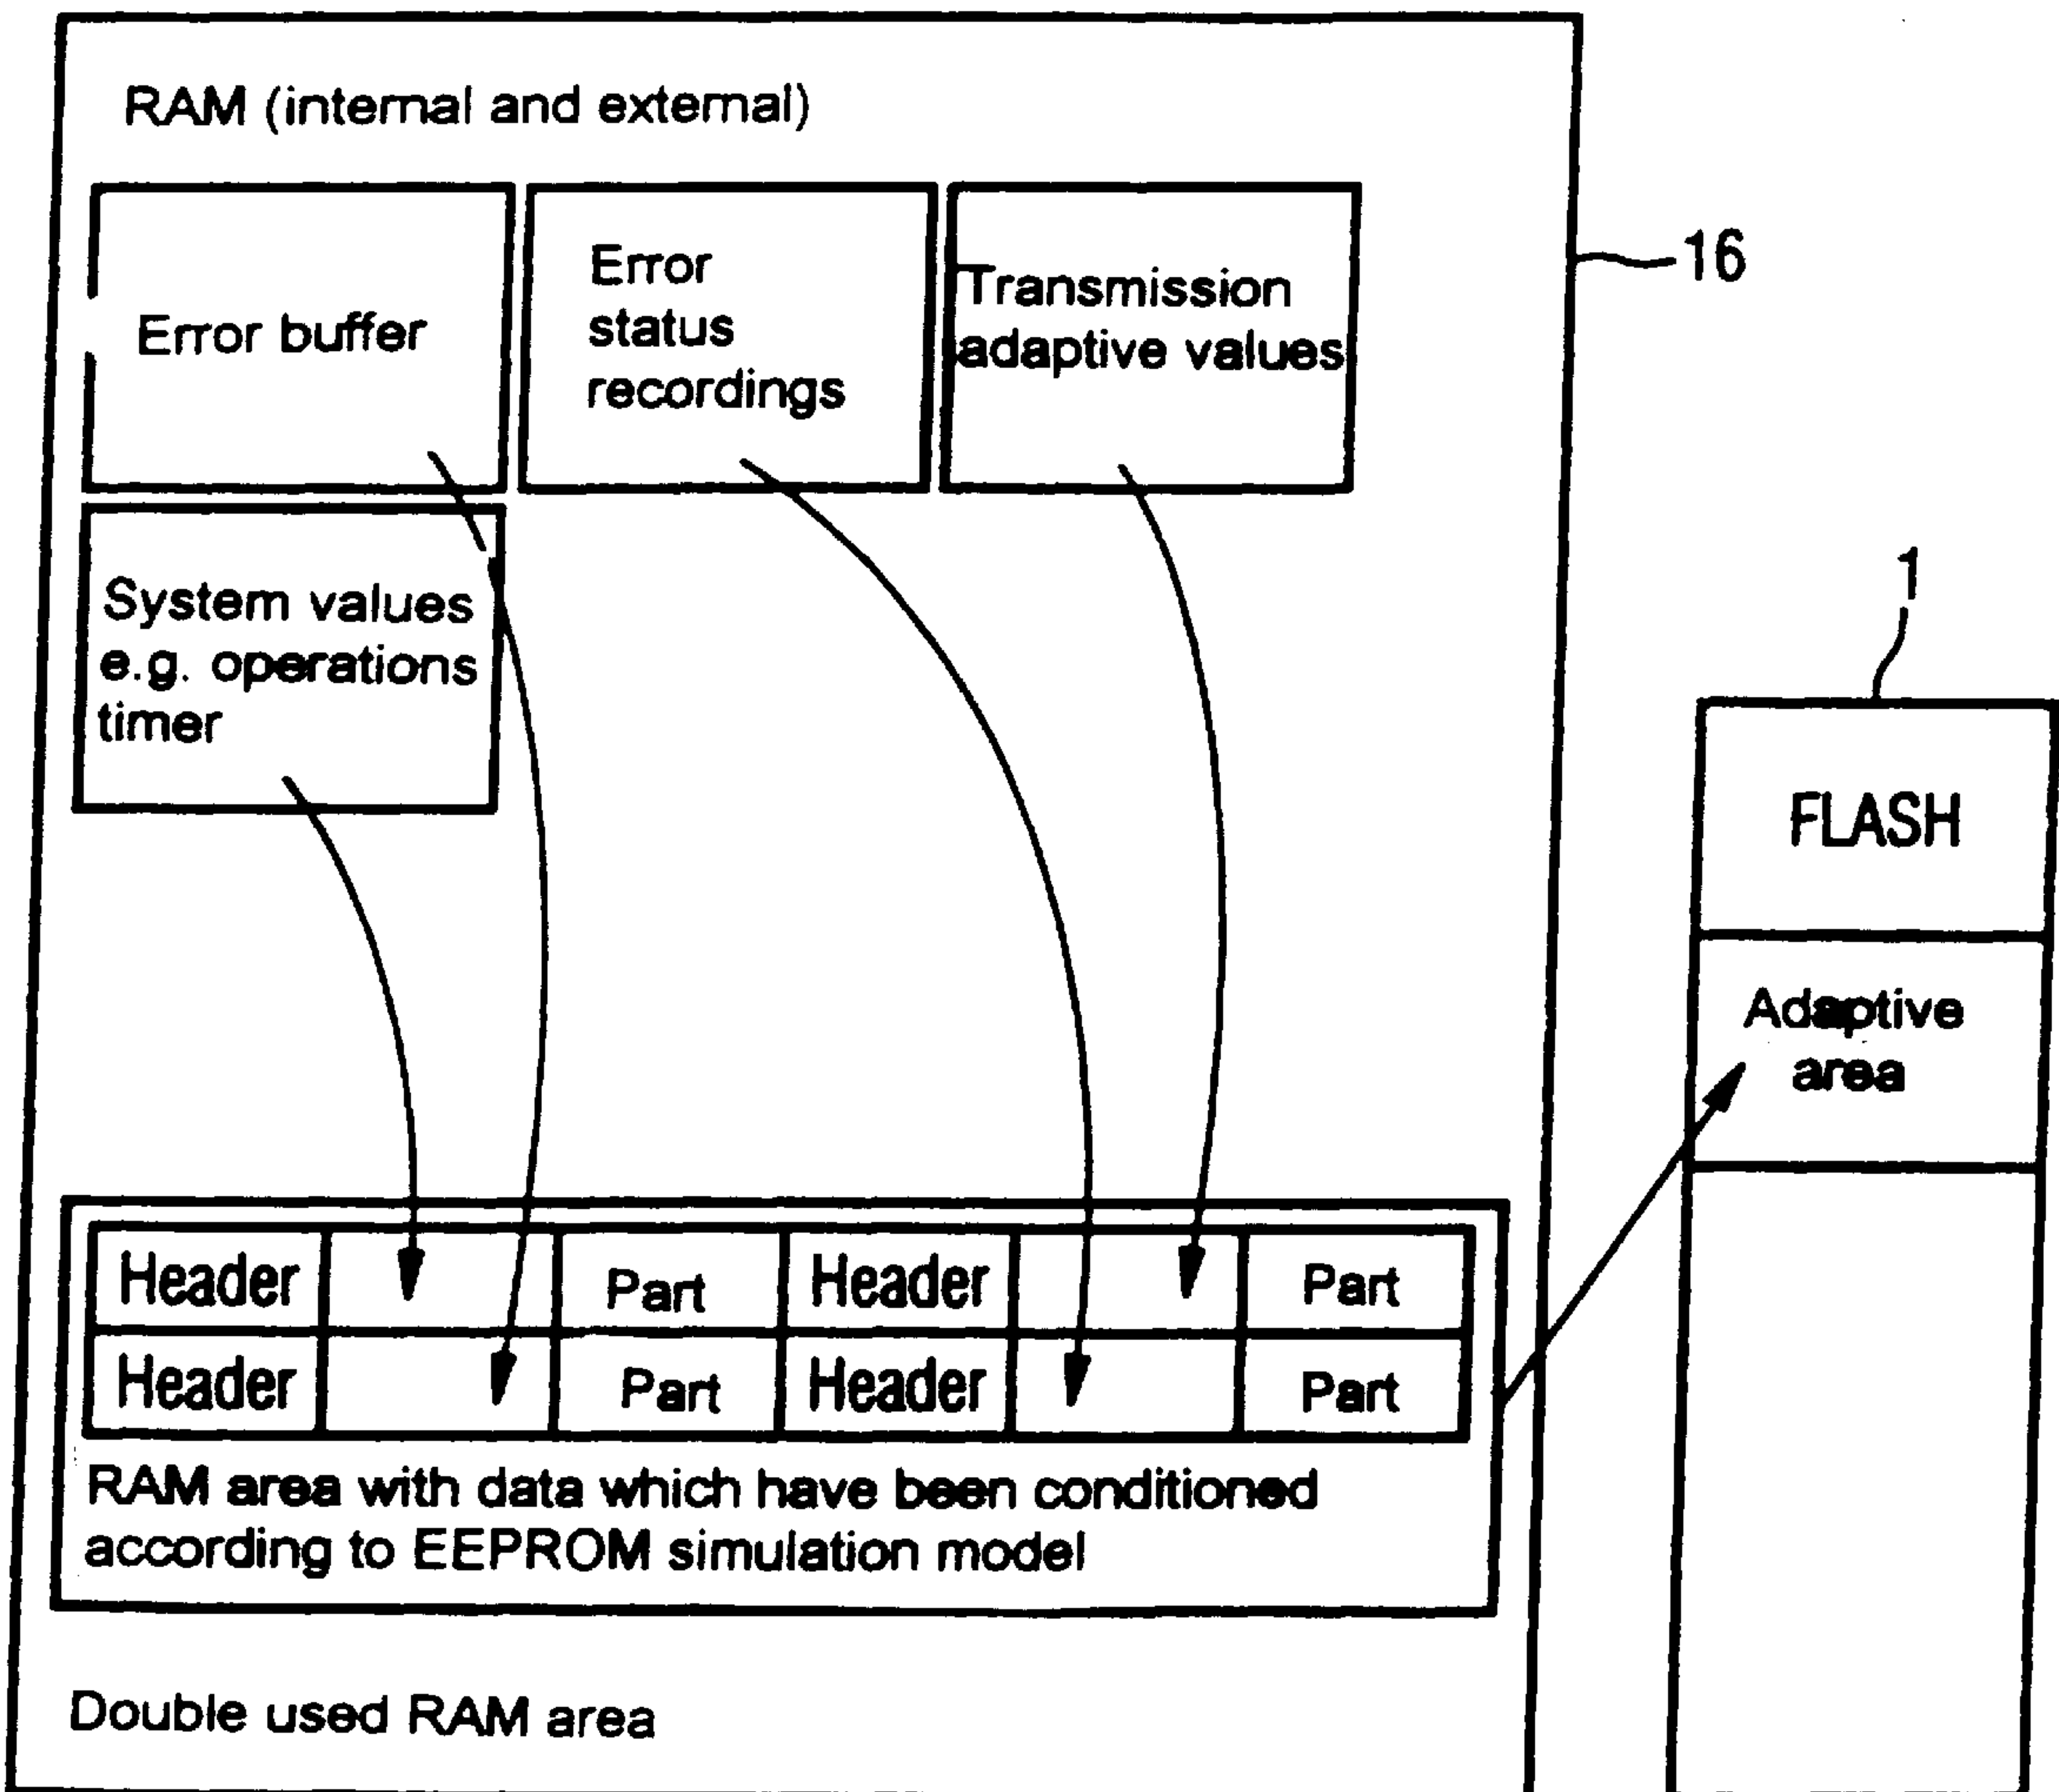 RAM (internal and external)
Error buffer
Error
status
recordings
Transmission
adaptive values
16
System values
e.g. operations
timer
1
FLASH
Adaptive
area
Header Part Header Part
Header Part Header Part
RAM area with data which have been conditioned
according to EEPROM simulation model
Double used RAM area